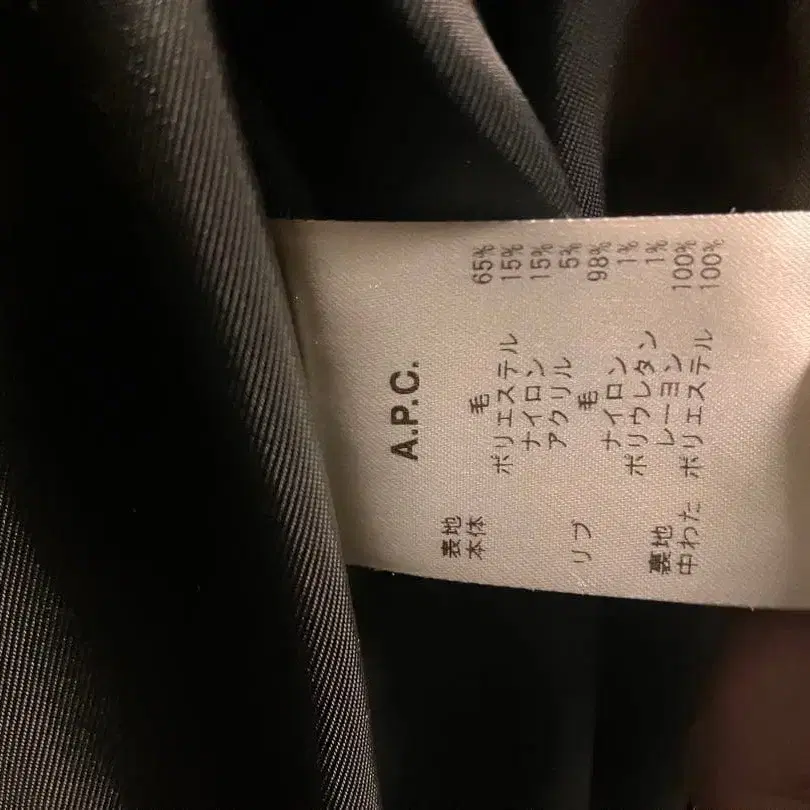 A.P.C.
表地
本体 毛 65%
ポリエステル 15%
ナイロン 15%
アクリル 5%
リブ 毛 98%
ナイロン 1%
ポリウレタン 1%
裏地 レーヨン 100%
中わた ポリエステル 100%